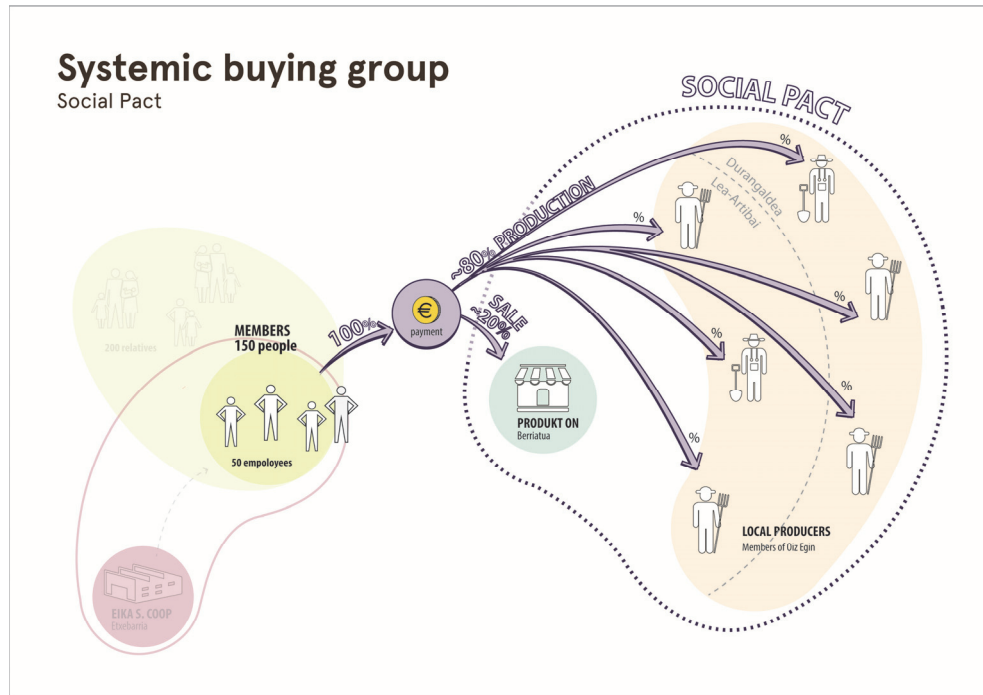 Systemic buying group
Social Pact
SOCIAL PACT
%
Durangaldea
Lea-Artibai
%
~80% PRODUCTION
%
200 relatives
MEMBERS
150 people
100%
€
payment
SALE
~20%
%
%
PRODUKT ON
Berriatua
%
50 empoloyees
LOCAL PRODUCERS
Members of Oiz Egin
EIKA S. COOP
Etxebarria